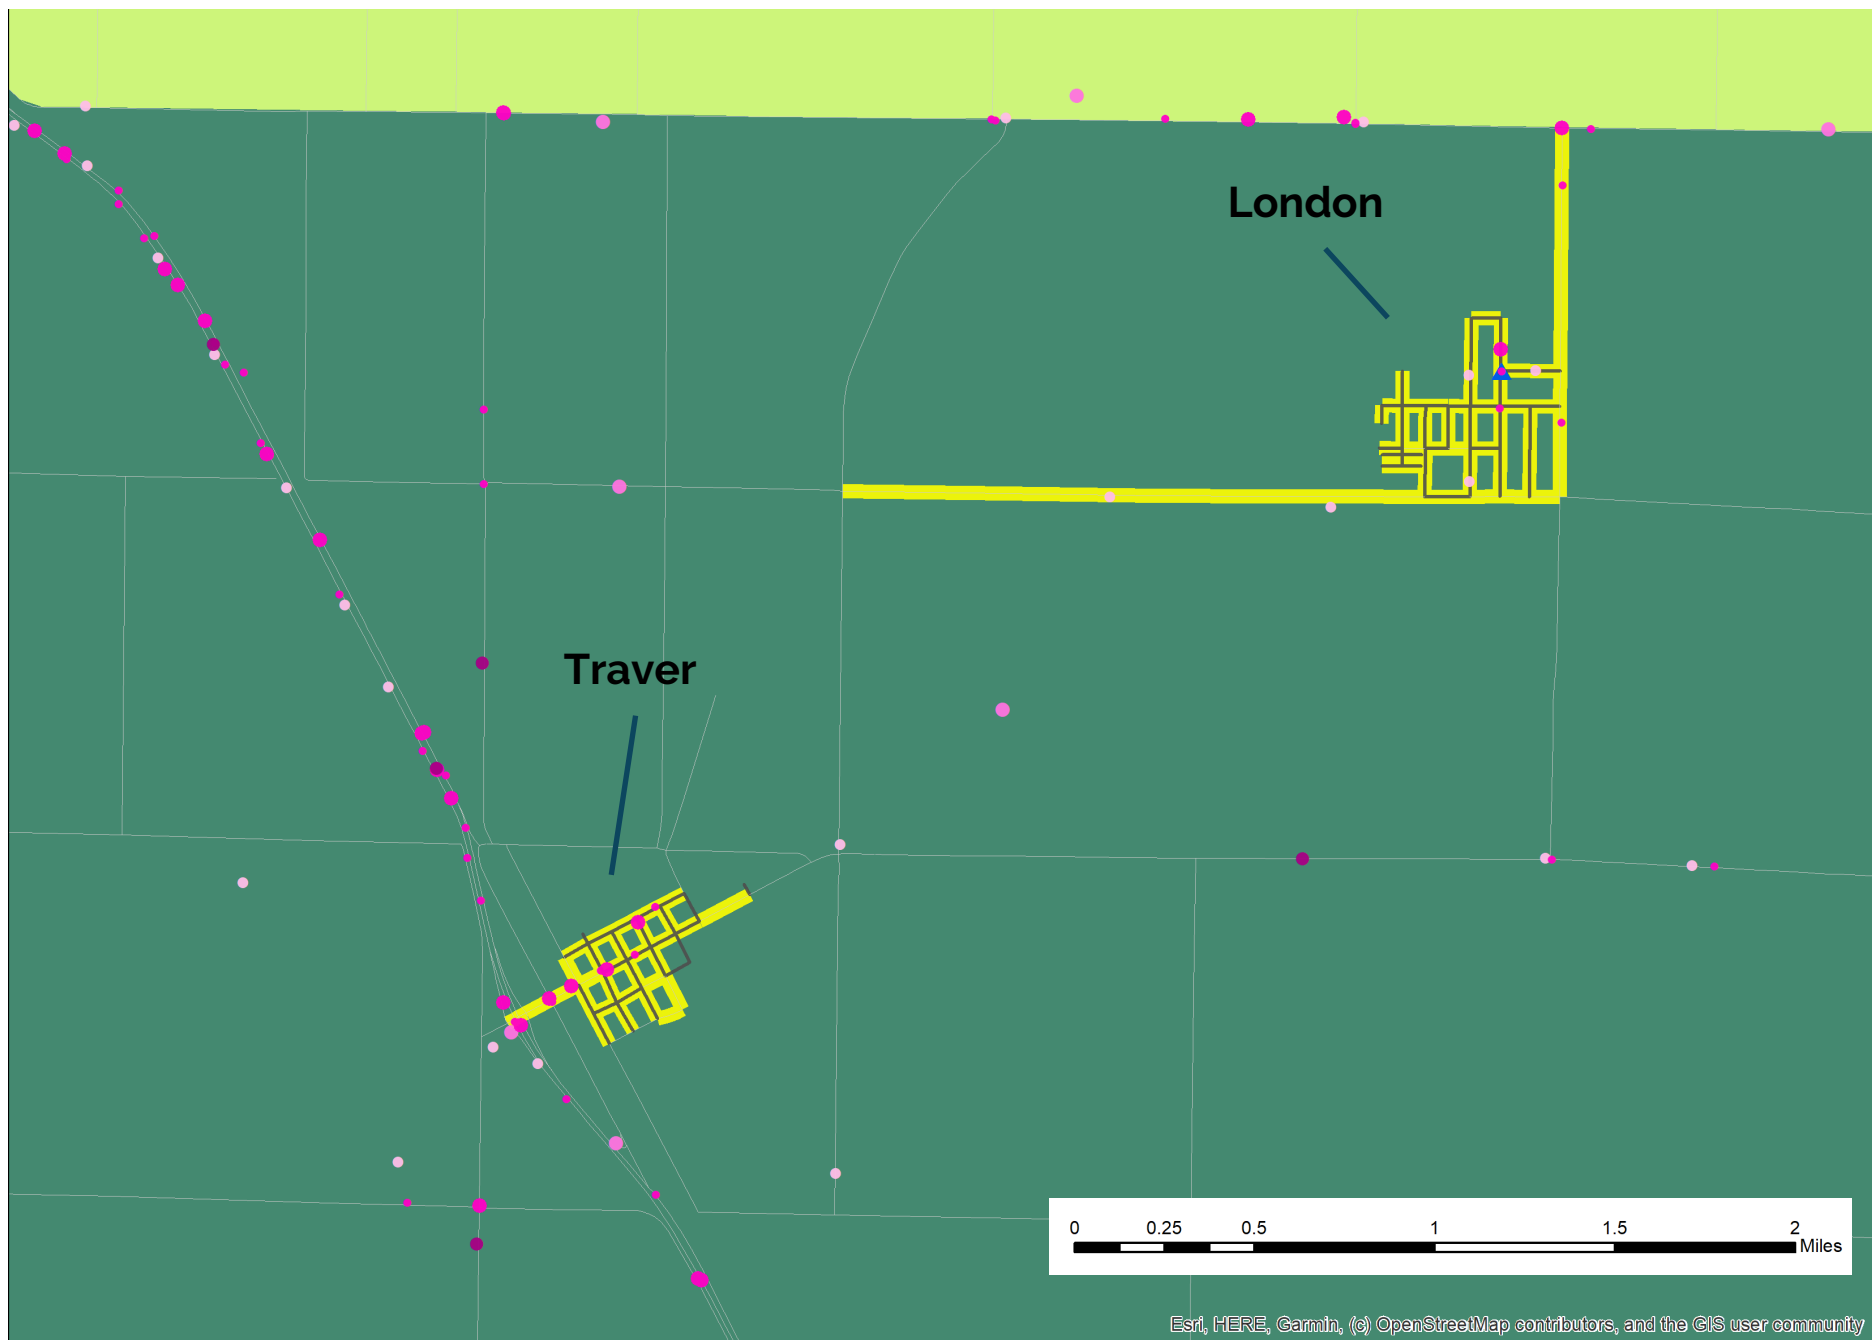 London
Traver
0 0.25 0.5 1 1.5 2
Miles
Esri, HERE, Garmin, (c) OpenStreetMap contributors, and the GIS user community